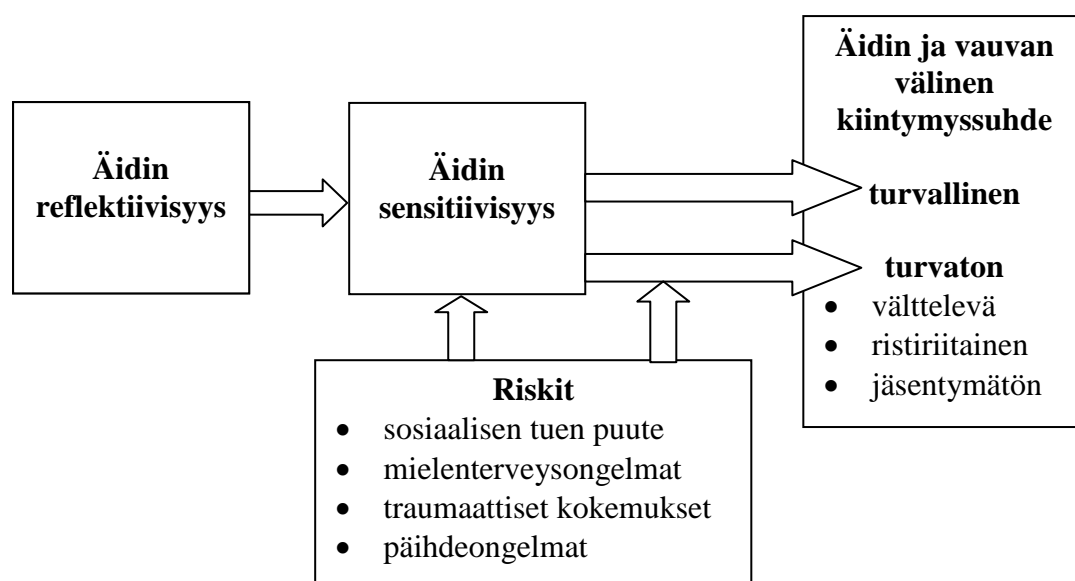 Äidin
reflektiivisyys
Äidin
sensitiivisyys
Äidin ja vauvan
välinen
kiintymyssuhde
turvallinen
turvaton
• välttelevä
• ristiriitainen
• jäsentymätön
Riskit
• sosiaalisen tuen puute
• mielenterveysongelmat
• traumaattiset kokemukset
• päihdeongelmat